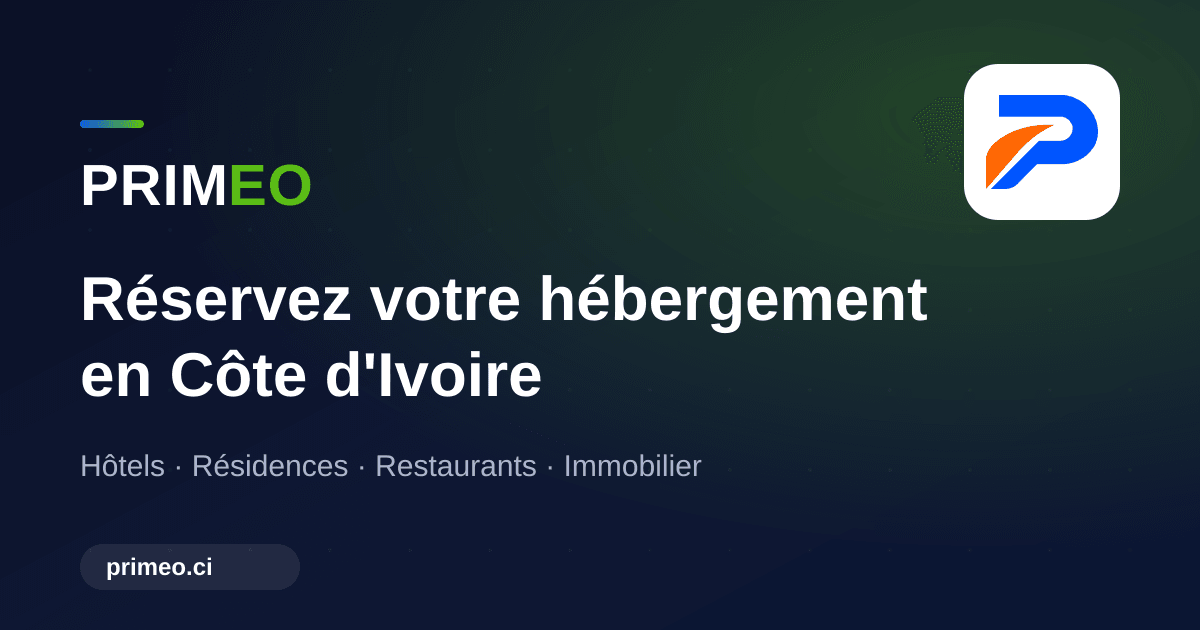 PRIMEO
Réservez votre hébergement
en Côte d'Ivoire
Hôtels · Résidences · Restaurants · Immobilier
primeo.ci